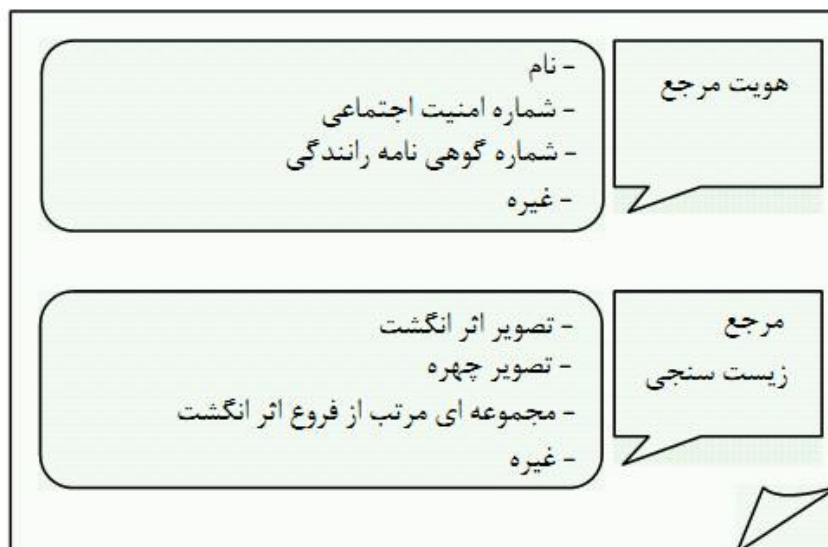 هویت مرجع
- نام
- شماره امنیت اجتماعی
- شماره گوهی نامه رانندگی
- غیره
مرجع
زیست سنجی
- تصویر اثر انگشت
- تصویر چهره
- مجموعه ای مرتب از فروع اثر انگشت
- غیره